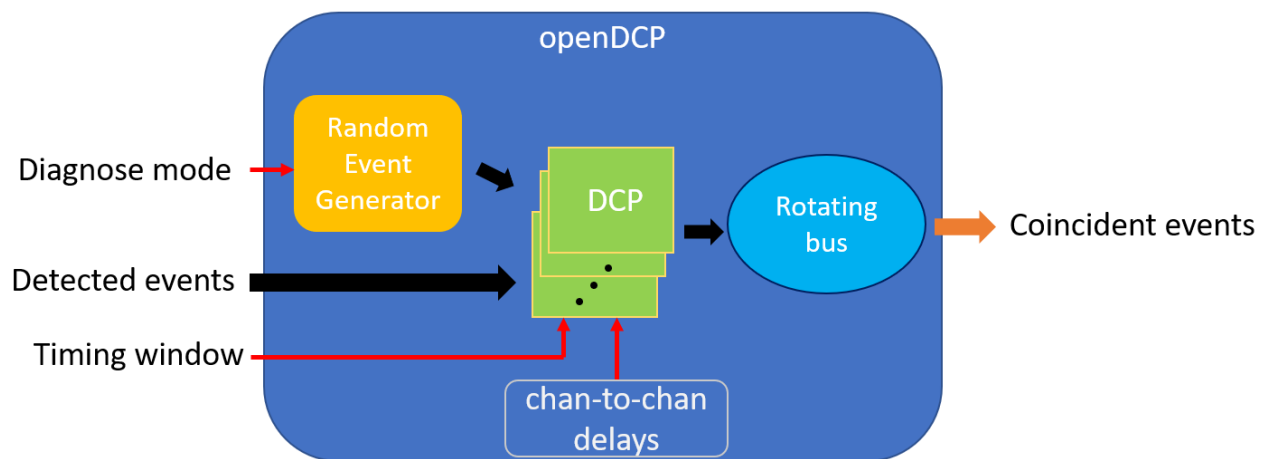 openDCP
Random
Event
Generator
Diagnose mode
DCP
Rotating
bus
Coincident events
Detected events
Timing window
chan-to-chan
delays